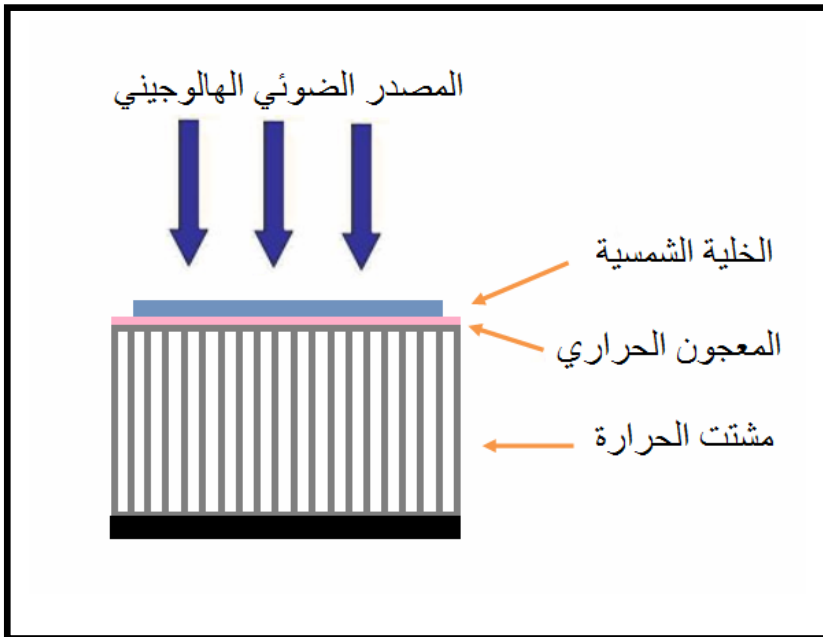 المصدر الضوئي الهالوجيني
الخلية الشمسية
المعجون الحراري
مشتت الحرارة